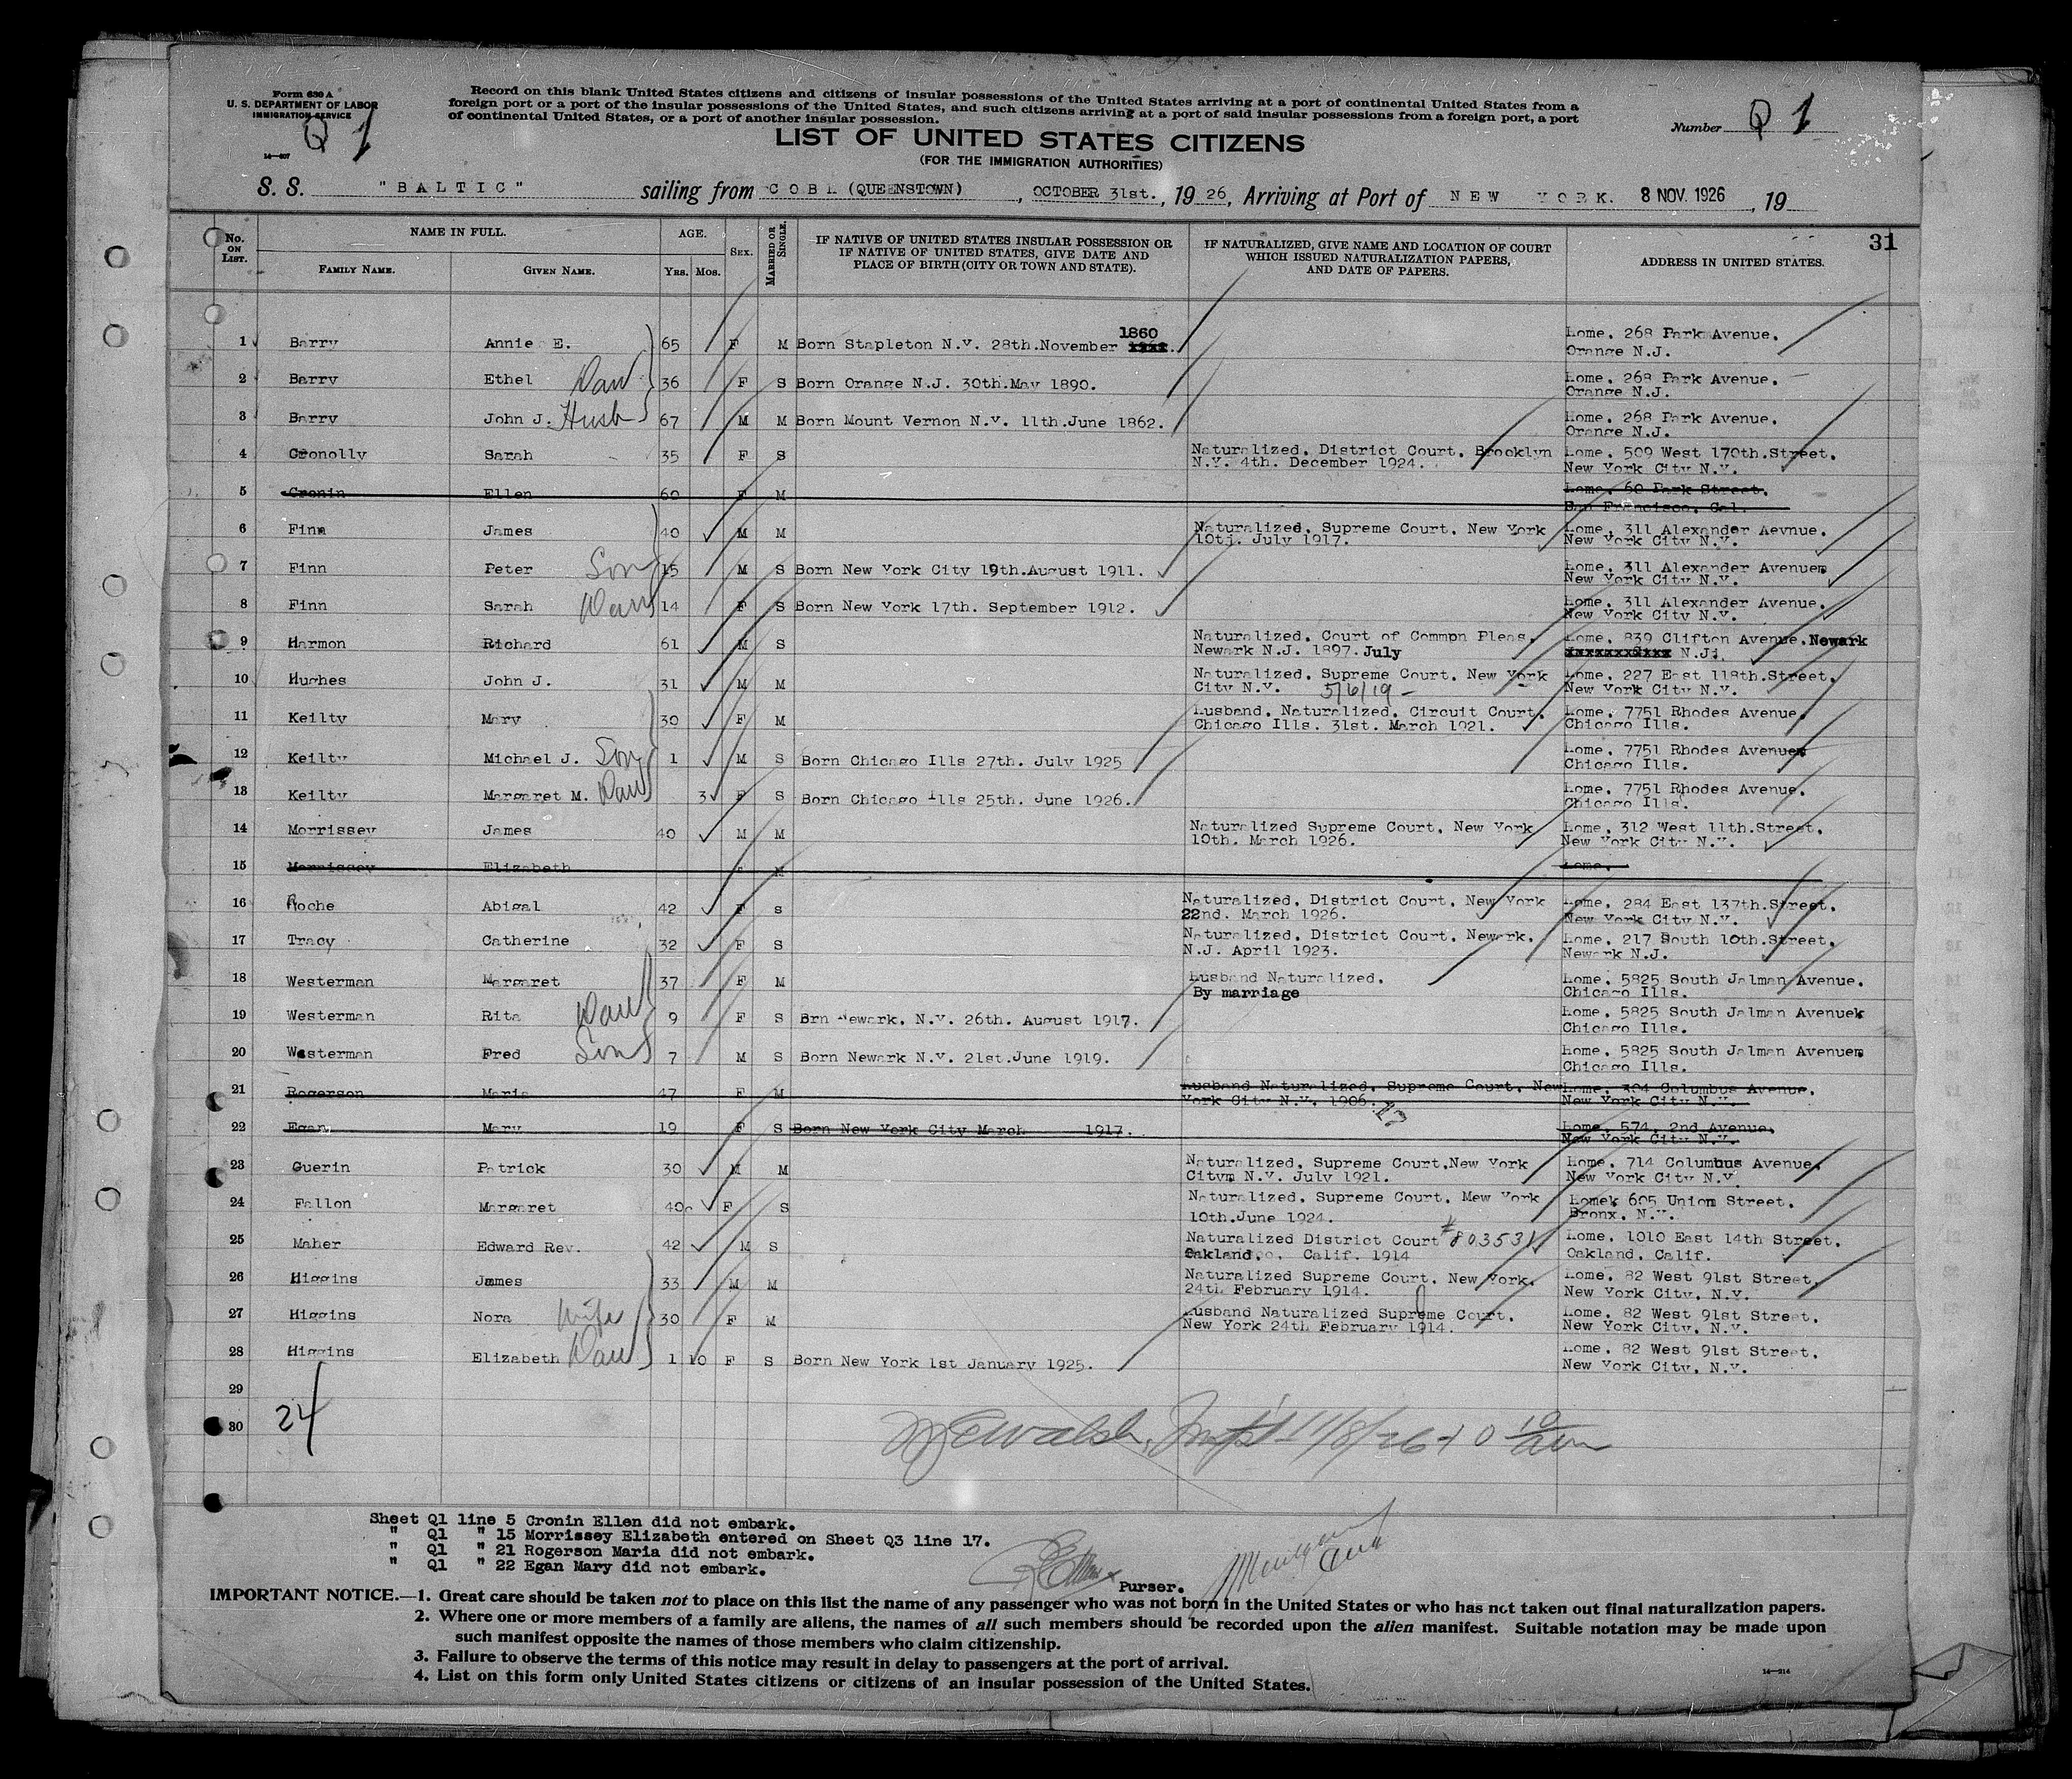 Form 630 A
U. S. DEPARTMENT OF LABOR
IMMIGRATION SERVICE
Q 1
14—407
Record on this blank United States citizens and citizens of insular possessions of the United States arriving at a port of continental United States from a
foreign port or a port of the insular possessions of the United States, and such citizens arriving at a port of said insular possessions from a foreign port, a port
of continental United States, or a port of another insular possession.
LIST OF UNITED STATES CITIZENS
(FOR THE IMMIGRATION AUTHORITIES)
Number Q 1
S. S. "BALTIC" sailing from COBH (QUEENSTOWN), OCTOBER 31st., 19 26, Arriving at Port of NEW YORK. 8 NOV. 1926, 19
31
No. ON LIST. NAME IN FULL. FAMILY NAME. GIVEN NAME. AGE. YRS. MOS. SEX. MARRIED OR SINGLE. IF NATIVE OF UNITED STATES INSULAR POSSESSION OR IF NATIVE OF UNITED STATES, GIVE DATE AND PLACE OF BIRTH (CITY OR TOWN AND STATE). IF NATURALIZED, GIVE NAME AND LOCATION OF COURT WHICH ISSUED NATURALIZATION PAPERS, AND DATE OF PAPERS. ADDRESS IN UNITED STATES.
1 Barry Annie E. 65 F M Born Stapleton N.Y. 28th.November 1860 Home. 268 Park Avenue. Orange N.J.
2 Barry Ethel Dau 36 F S Born Orange N.J. 30th.May 1890. Home. 268 Park Avenue. Orange N.J.
3 Barry John J. Husb 67 M M Born Mount Vernon N.Y. 11th.June 1862. Home. 268 Park Avenue. Orange N.J.
4 Cronolly Sarah 35 F S Naturalized. District Court. Brooklyn N.Y. 4th. December 1924. Home. 509 West 170th.Street. New York City N.Y.
5 Cronin Ellen 60 F M Home. 60 Park Street. San Francisco. Cal.
6 Finn James 40 M M Naturalized. Supreme Court. New York 10tj. July 1917. Home. 311 Alexander Aevnue. New York City N.Y.
7 Finn Peter Son 15 M S Born New York City 19th.August 1911. Home. 311 Alexander Avenuem New York City N.Y.
8 Finn Sarah Dau 14 F S Born New York 17th. September 1912. Home. 311 Alexander Avenue. New York City N.Y.
9 Harmon Richard 61 M S Naturalized. Court of Commpn Pleas. Newark N.J. 1897.July Home. 839 Clifton Avenue.Newark N.J.
10 Hughes John J. 31 M M Naturalized. Supreme Court. New York City N.Y. 5/6/19 - Home. 227 East 118th.Street. New York City N.Y.
11 Keilty Mary 30 F M Husband. Naturalized. Circuit Court. Chicago Ills. 31st. March 1921. Home. 7751 Rhodes Avenue. Chicago Ills.
12 Keilty Michael J. Son 1 M S Born Chicago Ills 27th. July 1925 Home. 7751 Rhodes Avenuem Chicago Ills.
13 Keilty Margaret M. Dau 3 F S Born Chicago Ills 25th. June 1926. Home. 7751 Rhodes Avenue. Chicago Ills.
14 Morrissey James 40 M M Naturalized Supreme Court. New York 10th. March 1926. Home. 312 West 11th.Street. New York City N.Y.
15 Morrissey Elizabeth F M Home.
16 Roche Abigal 42 F s Naturalized. District Court. New York 22nd. March 1926. Home. 284 East 137th.Street. New York City N.Y.
17 Tracy Catherine 32 F S Naturalized. District Court. Newark. N.J. April 1923. Home. 217 South 10th.Street. Newark N.J.
18 Westerman Margaret 37 F M Husband Naturalized. By marriage Home. 5825 South Jalman Avenue. Chicago Ills.
19 Westerman Rita Dau 9 F S Brn Newark. N.Y. 26th. August 1917. Home. 5825 South Jalman Avenuek Chicago Ills.
20 Westerman Fred Son 7 M S Born Newark N.Y. 21st.June 1919. Home. 5825 South Jalman Avenuem Chicago Ills.
21 Rogerson Maria 47 F M Husband Naturalized. Supreme Court. New York City N.Y. 1906. Home. 304 Columbus Avenue. New York City N.Y.
22 Egan Mary 19 F S Born New York City March 1917. Home. 574. 2nd Avenue. New York City N.Y.
23 Guerin Patrick 30 M M Naturalized. Supreme Court.New York Citym N.Y. July 1921. Home. 714 Columbus Avenue. New York City N.Y.
24 Fallon Margaret 40 F S Naturalized. Supreme Court. Mew York 10th.June 1924. Homek 605 Union Street. Bronx. N.Y.
25 Maher Edward Rev. 42 M S Naturalized District Court #803531 Oakland. Calif. 1914 Home. 1010 East 14th Street. Oakland. Calif.
26 Higgins James 33 M M Naturalized Supreme Court. New York. 24th February 1914. Home. 82 West 91st Street. New York City. N.Y.
27 Higgins Nora Wife 30 F M Husband Naturalized Supreme Court. New York 24th February 1914. Home. 82 West 91st Street. New York City. N.Y.
28 Higgins Elizabeth Dau 1 10 F S Born New York 1st January 1925. Home. 82 West 91st Street. New York City. N.Y.
29
30 24
Walsh, 11/8/26
Sheet Q1 line 5 Cronin Ellen did not embark.
" Q1 " 15 Morrissey Elizabeth entered on Sheet Q3 line 17.
" Q1 " 21 Rogerson Maria did not embark.
" Q1 " 22 Egan Mary did not embark.
Purser.
IMPORTANT NOTICE.—1. Great care should be taken not to place on this list the name of any passenger who was not born in the United States or who has not taken out final naturalization papers.
2. Where one or more members of a family are aliens, the names of all such members should be recorded upon the alien manifest. Suitable notation may be made upon
such manifest opposite the names of those members who claim citizenship.
3. Failure to observe the terms of this notice may result in delay to passengers at the port of arrival.
4. List on this form only United States citizens or citizens of an insular possession of the United States.
14—214